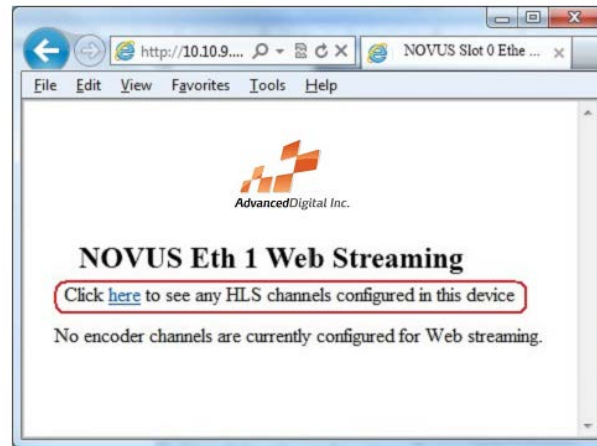 http://10.10.9....
NOVUS Slot 0 Ethe ...
File Edit View Favorites Tools Help
AdvancedDigital Inc.
NOVUS Eth 1 Web Streaming
Click here to see any HLS channels configured in this device
No encoder channels are currently configured for Web streaming.